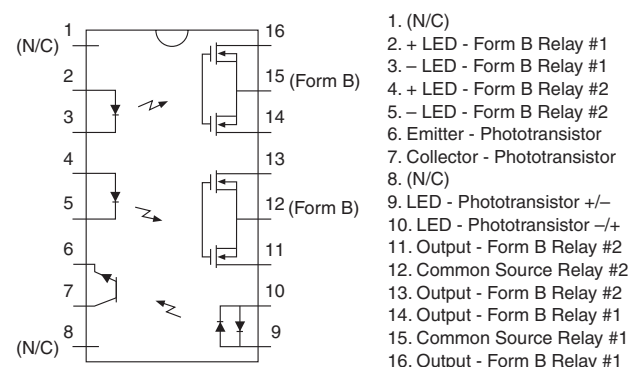 1
(N/C)
2
3
4
5
6
7
8
(N/C)
16
15 (Form B)
14
13
12 (Form B)
11
10
9
1. (N/C)
2. + LED - Form B Relay #1
3. – LED - Form B Relay #1
4. + LED - Form B Relay #2
5. – LED - Form B Relay #2
6. Emitter - Phototransistor
7. Collector - Phototransistor
8. (N/C)
9. LED - Phototransistor +/–
10. LED - Phototransistor –/+
11. Output - Form B Relay #2
12. Common Source Relay #2
13. Output - Form B Relay #2
14. Output - Form B Relay #1
15. Common Source Relay #1
16. Output - Form B Relay #1